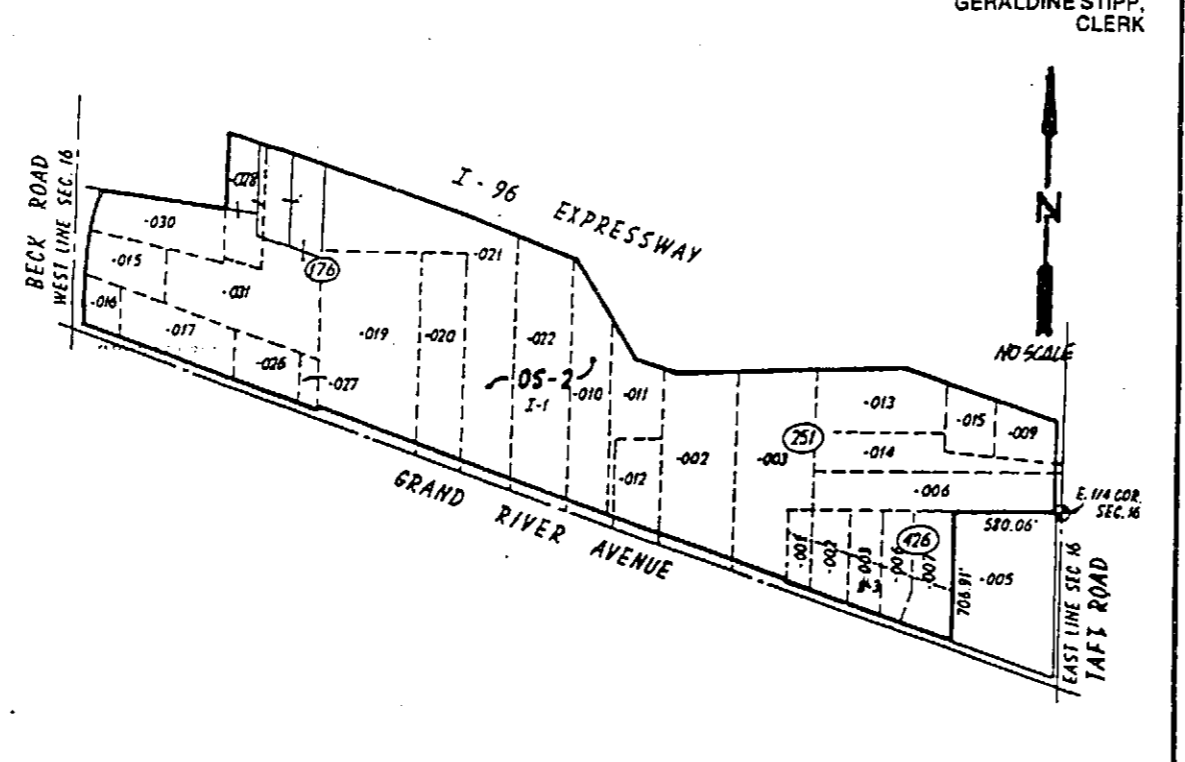 GERALDINE STIPP,
CLERK
N
NO SCALE
I-96 EXPRESSWAY
BECK ROAD
WEST LINE SEC. 16
-028
-030
-015
-031
-016
-017
-026
-027
176
-019
-020
-021
-022
OS-2
I-1
-010
-011
-012
-002
-003
251
-013
-014
-015
-009
-006
E. 1/4 COR.
SEC. 16
580.06'
706.91'
-005
426
-001
-002
-003
-006
-007
B-3
GRAND RIVER AVENUE
EAST LINE SEC 16
TAFT ROAD